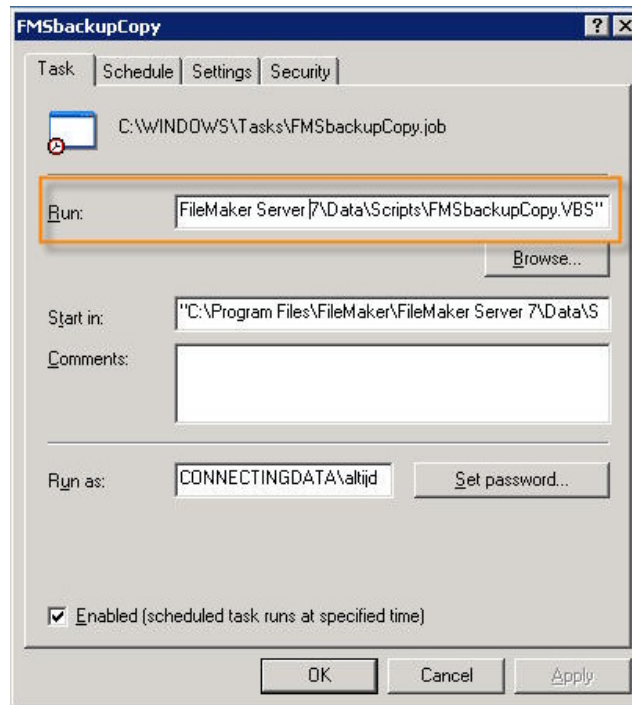 FMSbackupCopy
Task Schedule Settings Security
C:\WINDOWS\Tasks\FMSbackupCopy.job
Run: FileMaker Server 7\Data\Scripts\FMSbackupCopy.VBS"
Browse...
Start in: "C:\Program Files\FileMaker\FileMaker Server 7\Data\S
Comments:
Run as: CONNECTINGDATA\altijd Set password...
Enabled (scheduled task runs at specified time)
OK Cancel Apply